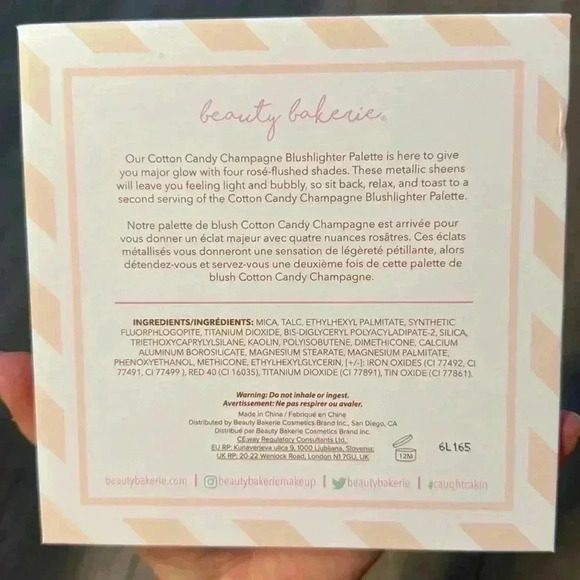 beauty bakerie®
Our Cotton Candy Champagne Blushlighter Palette is here to give
you major glow with four rosé-flushed shades. These metallic sheens
will leave you feeling light and bubbly, so sit back, relax, and toast to a
second serving of the Cotton Candy Champagne Blushlighter Palette.
Notre palette de blush Cotton Candy Champagne est arrivée pour
vous donner un éclat majeur avec quatre nuances rosâtres. Ces éclats
métallisés vous donneront une sensation de légèreté pétillante, alors
détendez-vous et servez-vous une deuxième fois de cette palette de
blush Cotton Candy Champagne.
INGREDIENTS/INGRÉDIENTS: MICA, TALC, ETHYLHEXYL PALMITATE, SYNTHETIC
FLUORPHLOGOPITE, TITANIUM DIOXIDE, BIS-DIGLYCERYL POLYACYLADIPATE-2, SILICA,
TRIETHOXYCAPRYLYLSILANE, KAOLIN, POLYISOBUTENE, DIMETHICONE, CALCIUM
ALUMINUM BOROSILICATE, MAGNESIUM STEARATE, MAGNESIUM PALMITATE,
PHENOXYETHANOL, METHICONE, ETHYLHEXYLGLYCERIN, [+/-]: IRON OXIDES (CI 77492, CI
77491, CI 77499 ), RED 40 (CI 16035), TITANIUM DIOXIDE (CI 77891), TIN OXIDE (CI 77861).
Warning: Do not inhale or ingest.
Avertissement: Ne pas respirer ou avaler.
Made in China / Fabriqué en Chine
Distributed by Beauty Bakerie Cosmetics Brand Inc., San Diego, CA
Distribué par Beauty Bakerie Cosmetics Brand Inc.
CE.way Regulatory Consultants Ltd.,
EU RP: Kunaverjeva ulica 9, 1000 Ljubljana, Slovenia;
UK RP: 20-22 Wenlock Road, London N1 7GU, UK
12M
6L165
beautybakerie.com | beautybakeriemakeup | beautybakerie | #caughtcakin